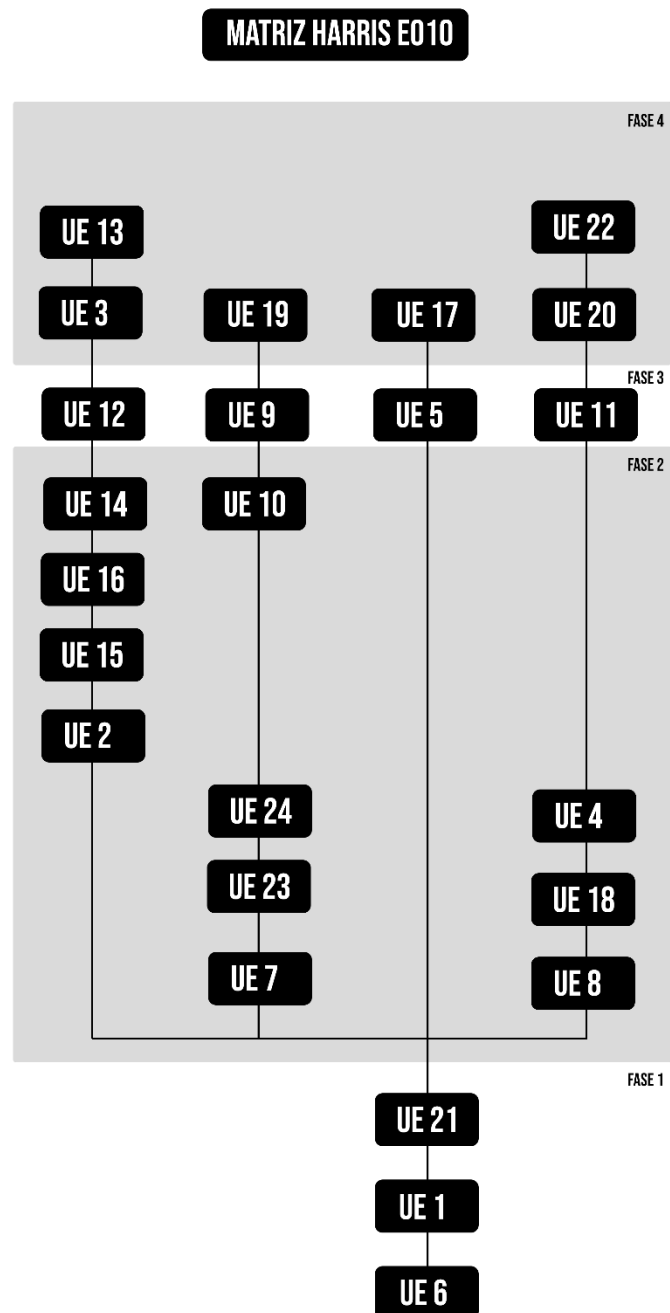 MATRIZ HARRIS E010
FASE 4
UE 13
UE 22
UE 3
UE 19
UE 17
UE 20
FASE 3
UE 12
UE 9
UE 5
UE 11
FASE 2
UE 14
UE 10
UE 16
UE 15
UE 2
UE 24
UE 4
UE 23
UE 18
UE 7
UE 8
FASE 1
UE 21
UE 1
UE 6